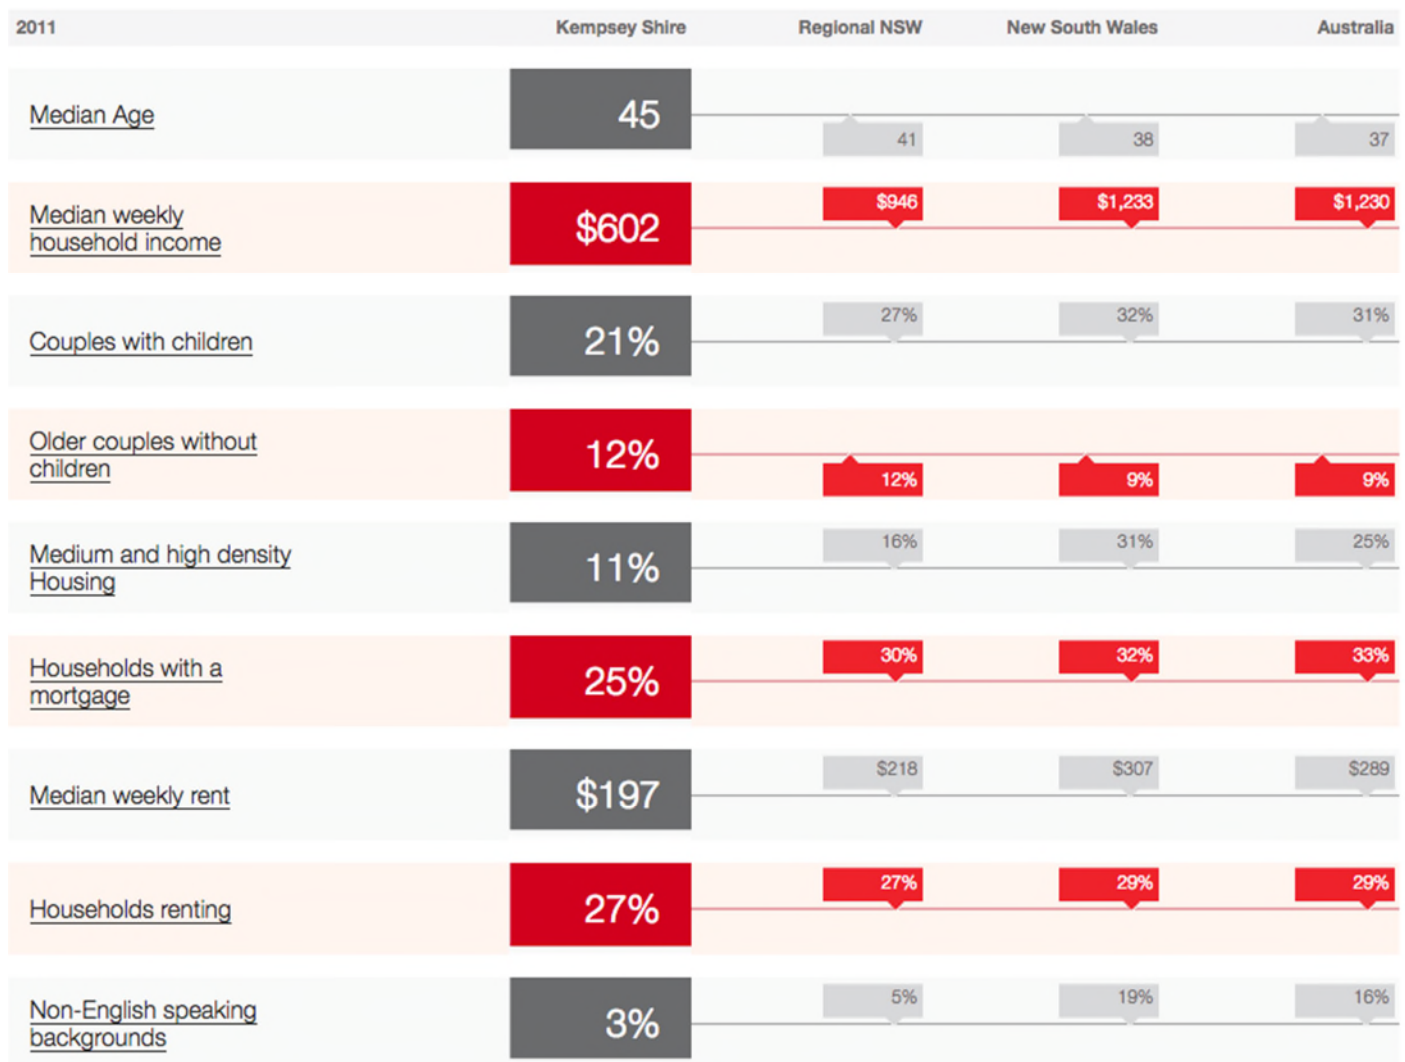 2011 Kempsey Shire Regional NSW New South Wales Australia
Median Age 45 41 38 37
Median weekly
household income $602 $946 $1,233 $1,230
Couples with children 21% 27% 32% 31%
Older couples without
children 12% 12% 9% 9%
Medium and high density
Housing 11% 16% 31% 25%
Households with a
mortgage 25% 30% 32% 33%
Median weekly rent $197 $218 $307 $289
Households renting 27% 27% 29% 29%
Non-English speaking
backgrounds 3% 5% 19% 16%